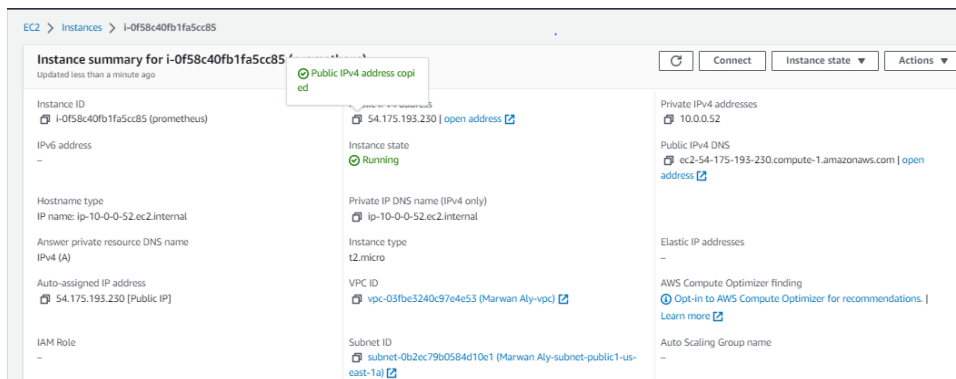 EC2 > Instances > i-0f58c40fb1fa5cc85
Instance summary for i-0f58c40fb1fa5cc85
Updated less than a minute ago
Public IPv4 address copi
ed
Connect
Instance state
Actions
Instance ID
i-0f58c40fb1fa5cc85 (prometheus)
54.175.193.230 | open address
Private IPv4 addresses
10.0.0.52
IPv6 address
–
Instance state
Running
Public IPv4 DNS
ec2-54-175-193-230.compute-1.amazonaws.com | open
address
Hostname type
IP name: ip-10-0-0-52.ec2.internal
Private IP DNS name (IPv4 only)
ip-10-0-0-52.ec2.internal
Answer private resource DNS name
IPv4 (A)
Instance type
t2.micro
Elastic IP addresses
–
Auto-assigned IP address
54.175.193.230 [Public IP]
VPC ID
vpc-03fbe3240c97e4e53 (Marwan Aly-vpc)
AWS Compute Optimizer finding
Opt-in to AWS Compute Optimizer for recommendations. |
Learn more
IAM Role
–
Subnet ID
subnet-0b2ec79b0584d10e1 (Marwan Aly-subnet-public1-us-
east-1a)
Auto Scaling Group name
–